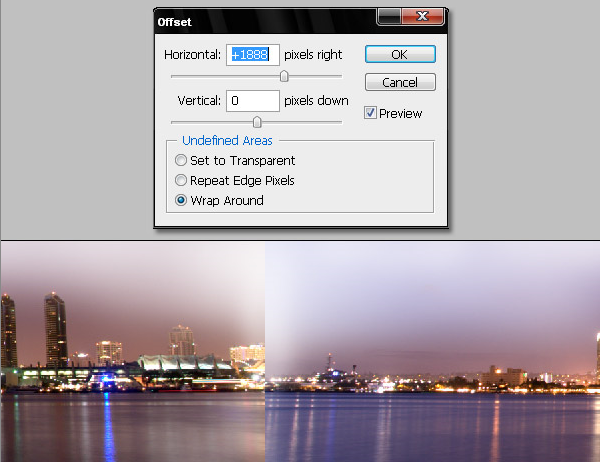 Offset
Horizontal: +1888 pixels right
OK
Cancel
Vertical: 0 pixels down
Preview
Undefined Areas
Set to Transparent
Repeat Edge Pixels
Wrap Around